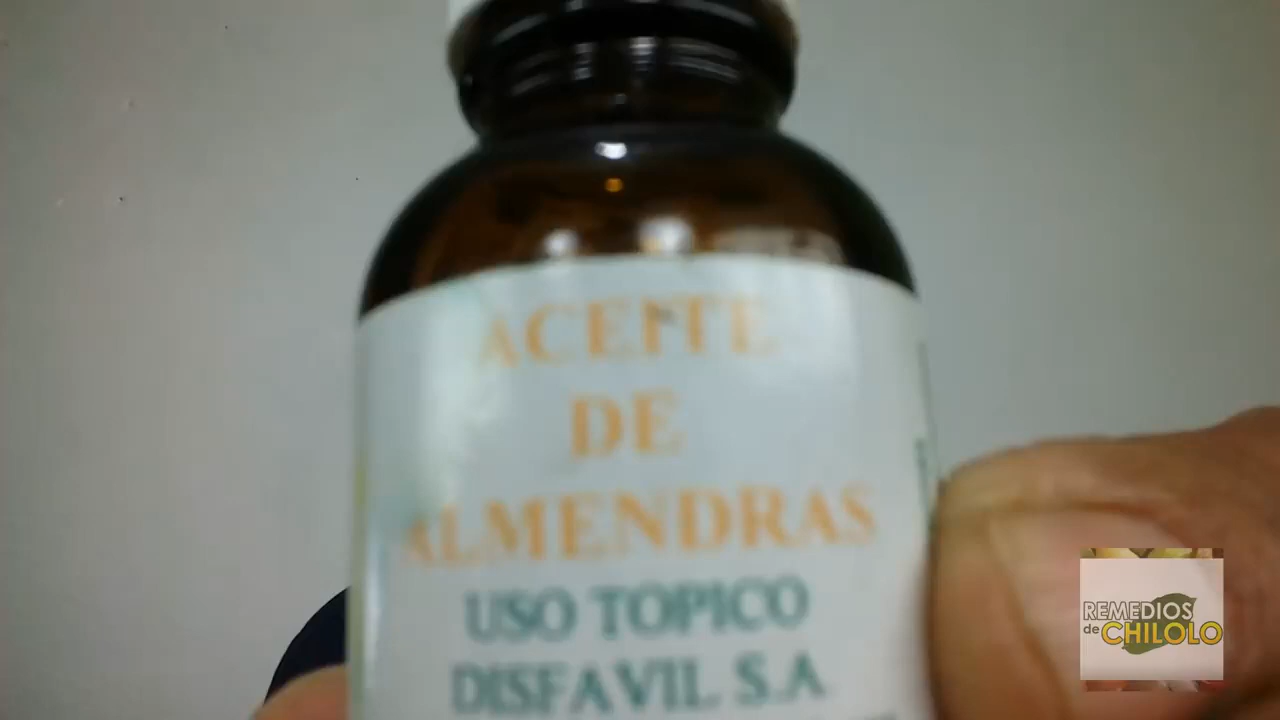 ACEITE
DE
ALMENDRAS
USO TOPICO
DISFAVIL S.A
REMEDIOS
de CHILOLO